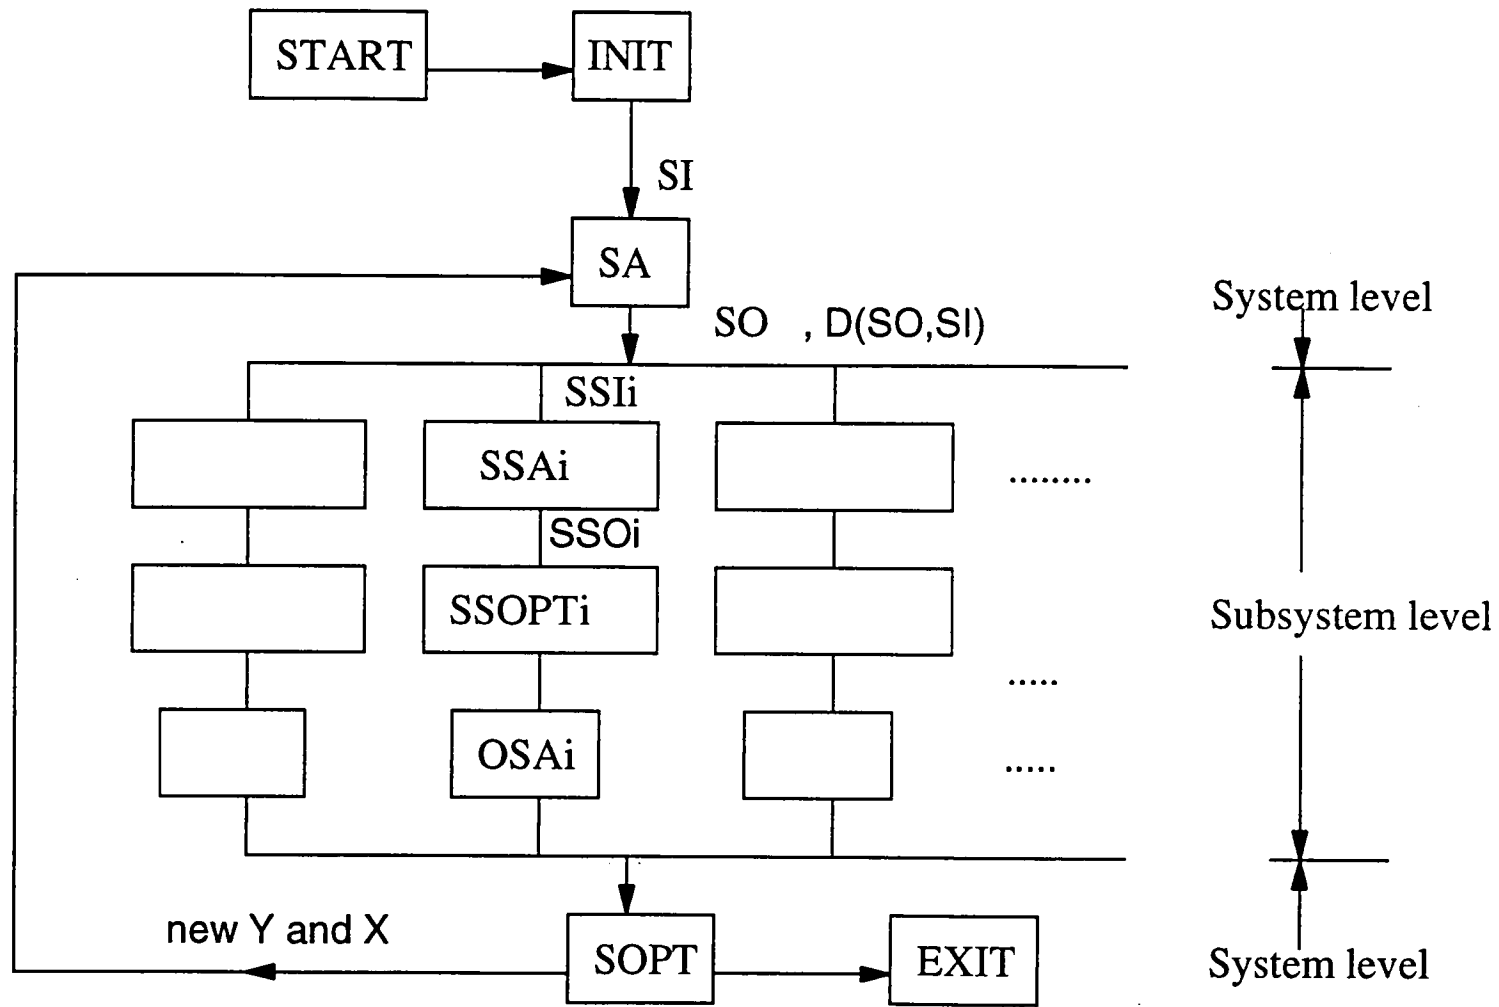 START
INIT
SI
SA
SO , D(SO,SI)
System level
SSIi
SSAi
........
SSOi
SSOPTi
Subsystem level
.....
OSAi
.....
new Y and X
SOPT
EXIT
System level